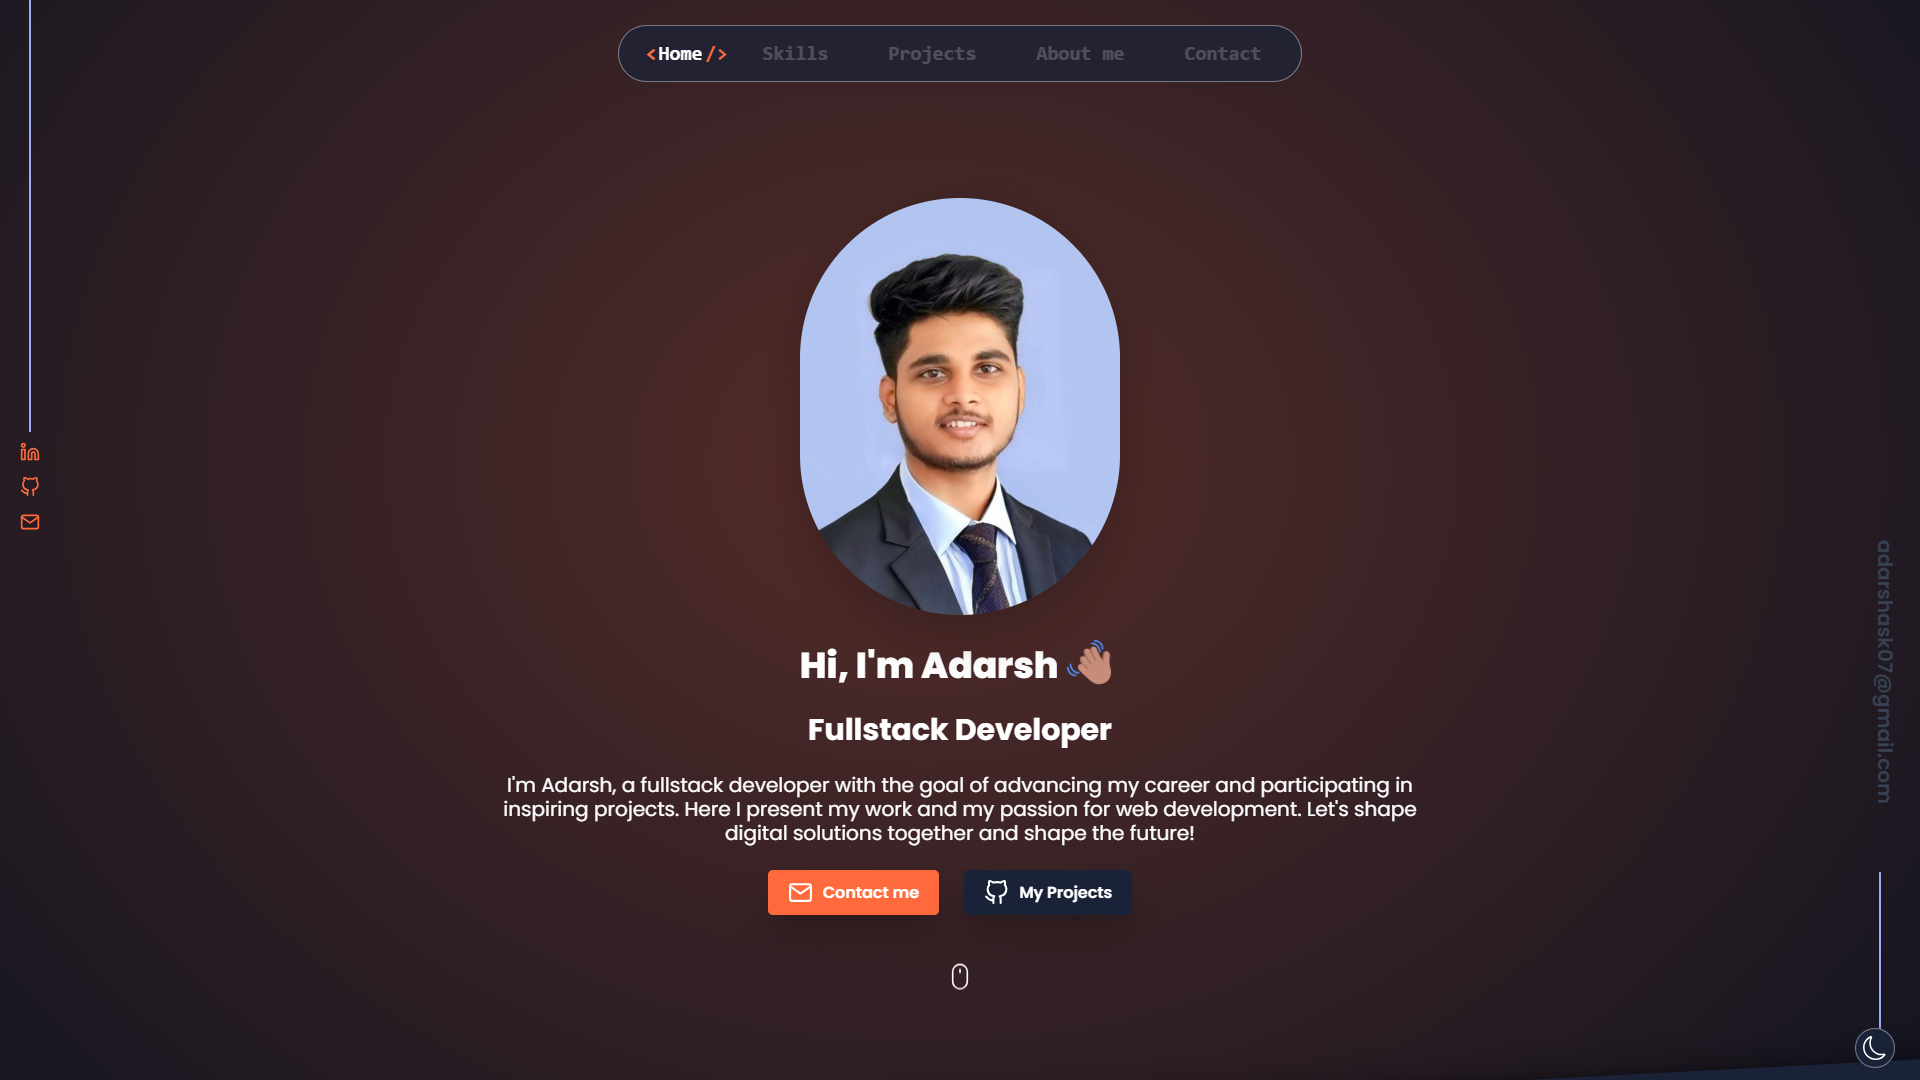 <Home/> Skills Projects About me Contact
Hi, I'm Adarsh 👋🏽
Fullstack Developer
I'm Adarsh, a fullstack developer with the goal of advancing my career and participating in
inspiring projects. Here I present my work and my passion for web development. Let's shape
digital solutions together and shape the future!
Contact me
My Projects
adarshask07@gmail.com